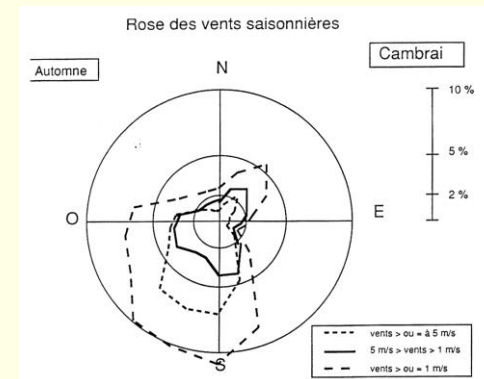 Rose des vents saisonnières
Automne
Cambrai
N
10 %
5 %
2 %
O
E
S
vents > ou = à 5 m/s
5 m/s > vents > 1 m/s
vents > ou = 1 m/s